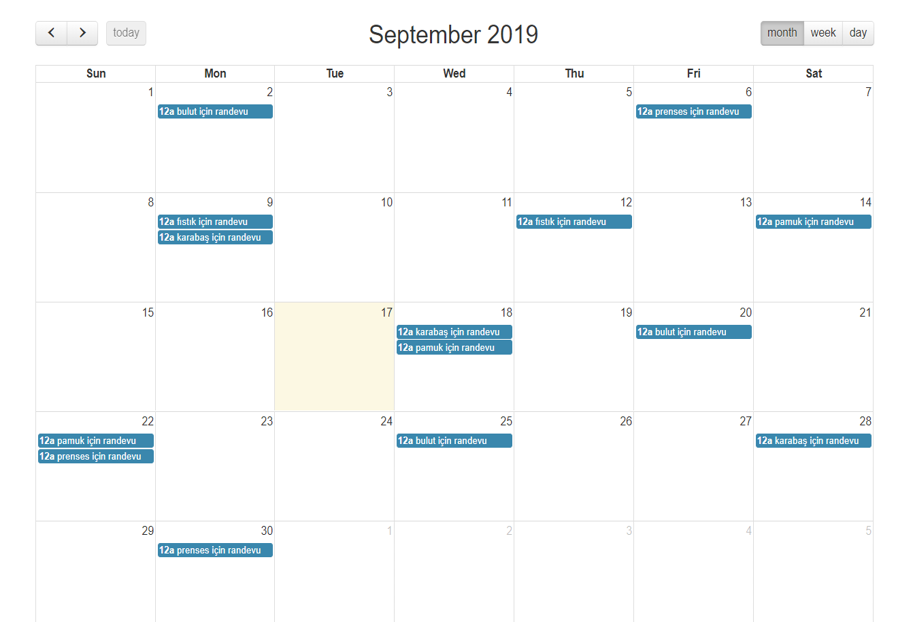 today
September 2019
month week day
Sun Mon Tue Wed Thu Fri Sat
1 2 3 4 5 6 7
12a bulut için randevu
12a prenses için randevu
8 9 10 11 12 13 14
12a fıstık için randevu
12a karabaş için randevu
12a fıstık için randevu
12a pamuk için randevu
15 16 17 18 19 20 21
12a karabaş için randevu
12a pamuk için randevu
12a bulut için randevu
22 23 24 25 26 27 28
12a pamuk için randevu
12a prenses için randevu
12a bulut için randevu
12a karabaş için randevu
29 30 1 2 3 4 5
12a prenses için randevu